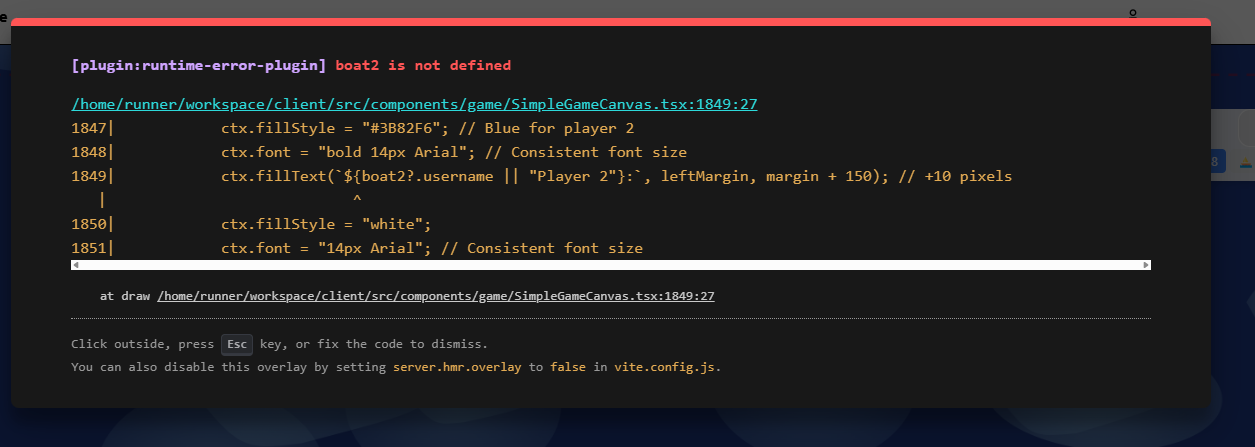 e
[plugin:runtime-error-plugin] boat2 is not defined
/home/runner/workspace/client/src/components/game/SimpleGameCanvas.tsx:1849:27
1847|            ctx.fillStyle = "#3B82F6"; // Blue for player 2
1848|            ctx.font = "bold 14px Arial"; // Consistent font size
1849|            ctx.fillText(`${boat2?.username || "Player 2"}:`, leftMargin, margin + 150); // +10 pixels
    |                           ^
1850|            ctx.fillStyle = "white";
1851|            ctx.font = "14px Arial"; // Consistent font size
8
at draw /home/runner/workspace/client/src/components/game/SimpleGameCanvas.tsx:1849:27
Click outside, press Esc key, or fix the code to dismiss.
You can also disable this overlay by setting server.hmr.overlay to false in vite.config.js.